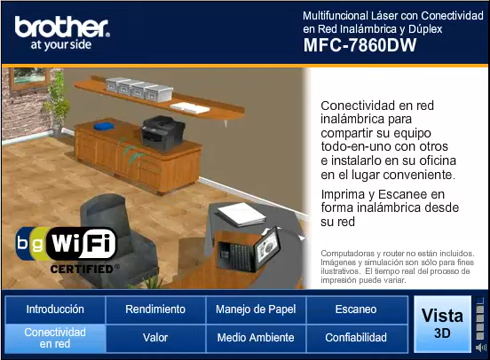 brother
at your side
Multifuncional Láser con Conectividad
en Red Inalámbrica y Dúplex
MFC-7860DW
Conectividad en red
inalámbrica para
compartir su equipo
todo-en-uno con otros
e instalarlo en su oficina
en el lugar conveniente.
Imprima y Escanee en
forma inalámbrica desde
su red
bg WiFi
CERTIFIED®
Computadoras y router no están incluidos.
Imágenes y simulación son sólo para fines
ilustrativos. El tiempo real del proceso de
impresión puede variar.
Introducción
Rendimiento
Manejo de Papel
Escaneo
Conectividad
en red
Valor
Medio Ambiente
Confiabilidad
Vista
3D